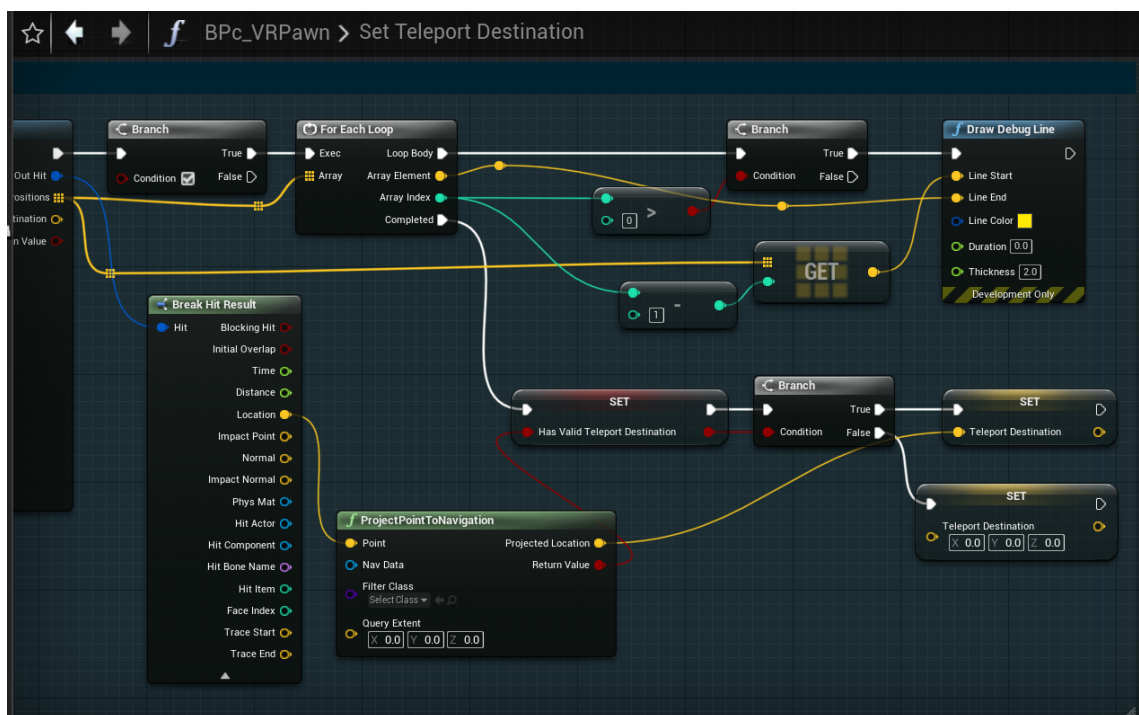 f BPc_VRPawn > Set Teleport Destination
Out Hit
ositions
tination
n Value
Branch
True
Condition
False
For Each Loop
Exec
Loop Body
Array
Array Element
Array Index
Completed
Branch
True
Condition
False
f Draw Debug Line
Line Start
Line End
Line Color
Duration 0.0
Thickness 2.0
Development Only
0 >
GET
1 -
Break Hit Result
Hit
Blocking Hit
Initial Overlap
Time
Distance
Location
Impact Point
Normal
Impact Normal
Phys Mat
Hit Actor
Hit Component
Hit Bone Name
Hit Item
Face Index
Trace Start
Trace End
SET
Has Valid Teleport Destination
Branch
True
Condition
False
SET
Teleport Destination
SET
Teleport Destination
X 0.0 Y 0.0 Z 0.0
f ProjectPointToNavigation
Point
Projected Location
Nav Data
Return Value
Filter Class
Select Class
Query Extent
X 0.0 Y 0.0 Z 0.0